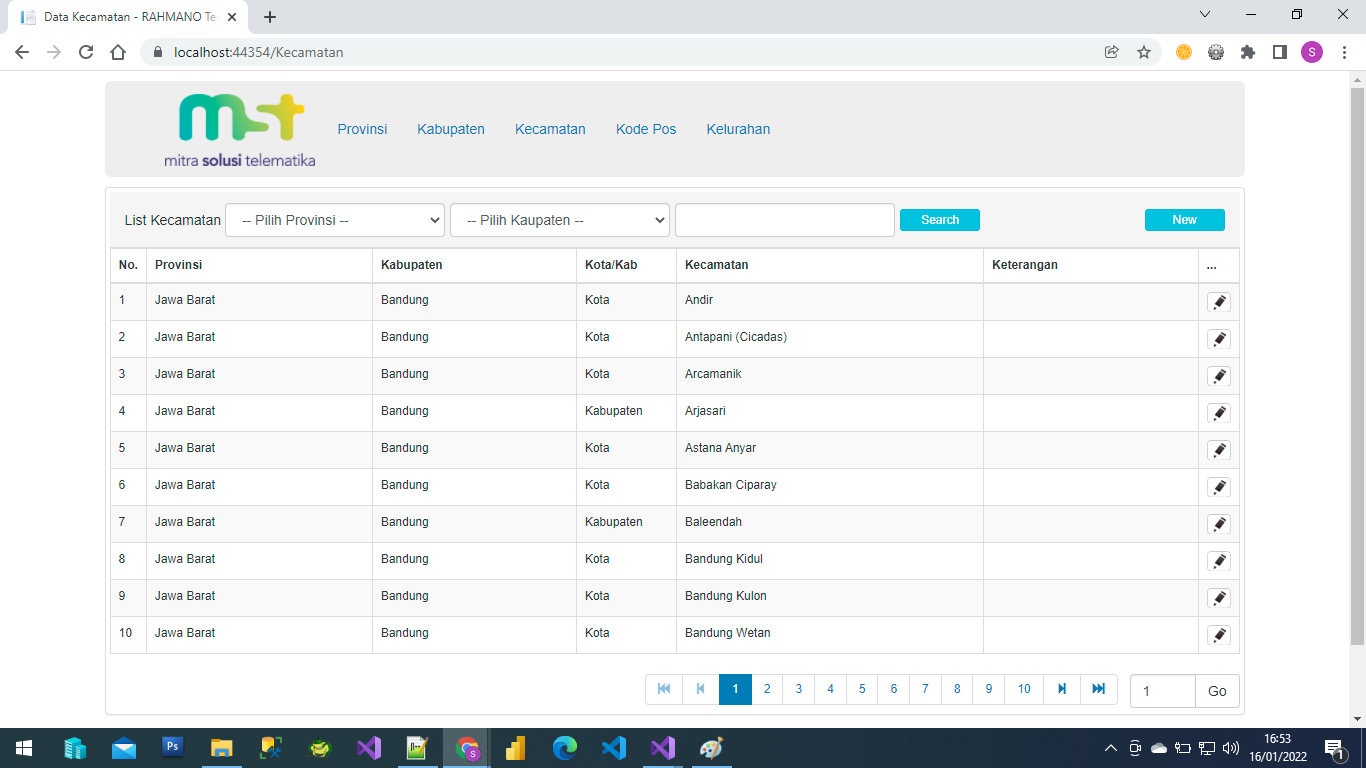 Data Kecamatan - RAHMANO Te
localhost:44354/Kecamatan
S
mst
mitra solusi telematika
Provinsi Kabupaten Kecamatan Kode Pos Kelurahan
List Kecamatan -- Pilih Provinsi -- -- Pilih Kaupaten -- Search New
No. Provinsi Kabupaten Kota/Kab Kecamatan Keterangan ...
1 Jawa Barat Bandung Kota Andir
2 Jawa Barat Bandung Kota Antapani (Cicadas)
3 Jawa Barat Bandung Kota Arcamanik
4 Jawa Barat Bandung Kabupaten Arjasari
5 Jawa Barat Bandung Kota Astana Anyar
6 Jawa Barat Bandung Kota Babakan Ciparay
7 Jawa Barat Bandung Kabupaten Baleendah
8 Jawa Barat Bandung Kota Bandung Kidul
9 Jawa Barat Bandung Kota Bandung Kulon
10 Jawa Barat Bandung Kota Bandung Wetan
1 2 3 4 5 6 7 8 9 10 1 Go
Ps
S
16:53
16/01/2022
1